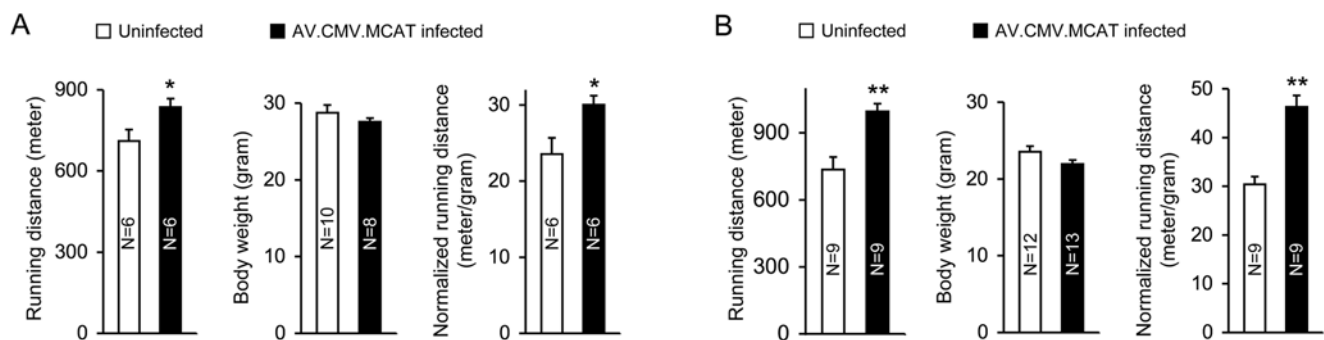 A
Uninfected
AV.CMV.MCAT infected
Running distance (meter)
900
600
300
0
*
N=6
N=6
Body weight (gram)
30
20
10
0
N=10
N=8
Normalized running distance
(meter/gram)
30
20
10
0
*
N=6
N=6
B
Uninfected
AV.CMV.MCAT infected
Running distance (meter)
900
600
300
0
**
N=9
N=9
Body weight (gram)
30
20
10
0
N=12
N=13
Normalized running distance
(meter/gram)
50
40
30
20
10
0
**
N=9
N=9